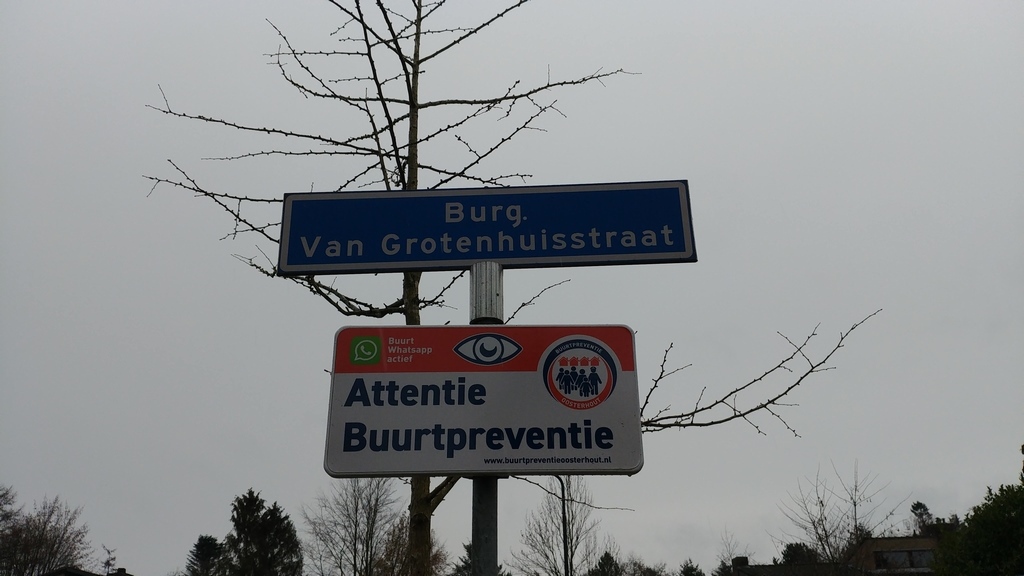 Burg.
Van Grotenhuisstraat
Buurt
Whatsapp
actief
BUURTPREVENTIE
OOSTERHOUT
Attentie
Buurtpreventie
www.buurtpreventieoosterhout.nl